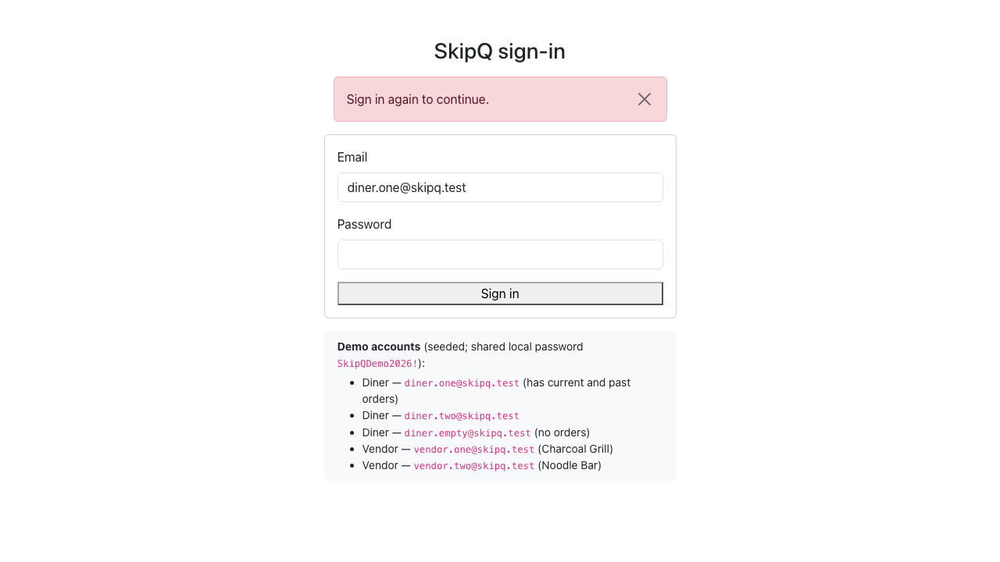 SkipQ sign-in
Sign in again to continue.
Email
diner.one@skipq.test
Password
Sign in
Demo accounts (seeded; shared local password
SkipQDemo2026!):
• Diner — diner.one@skipq.test (has current and past
orders)
• Diner — diner.two@skipq.test
• Diner — diner.empty@skipq.test (no orders)
• Vendor — vendor.one@skipq.test (Charcoal Grill)
• Vendor — vendor.two@skipq.test (Noodle Bar)